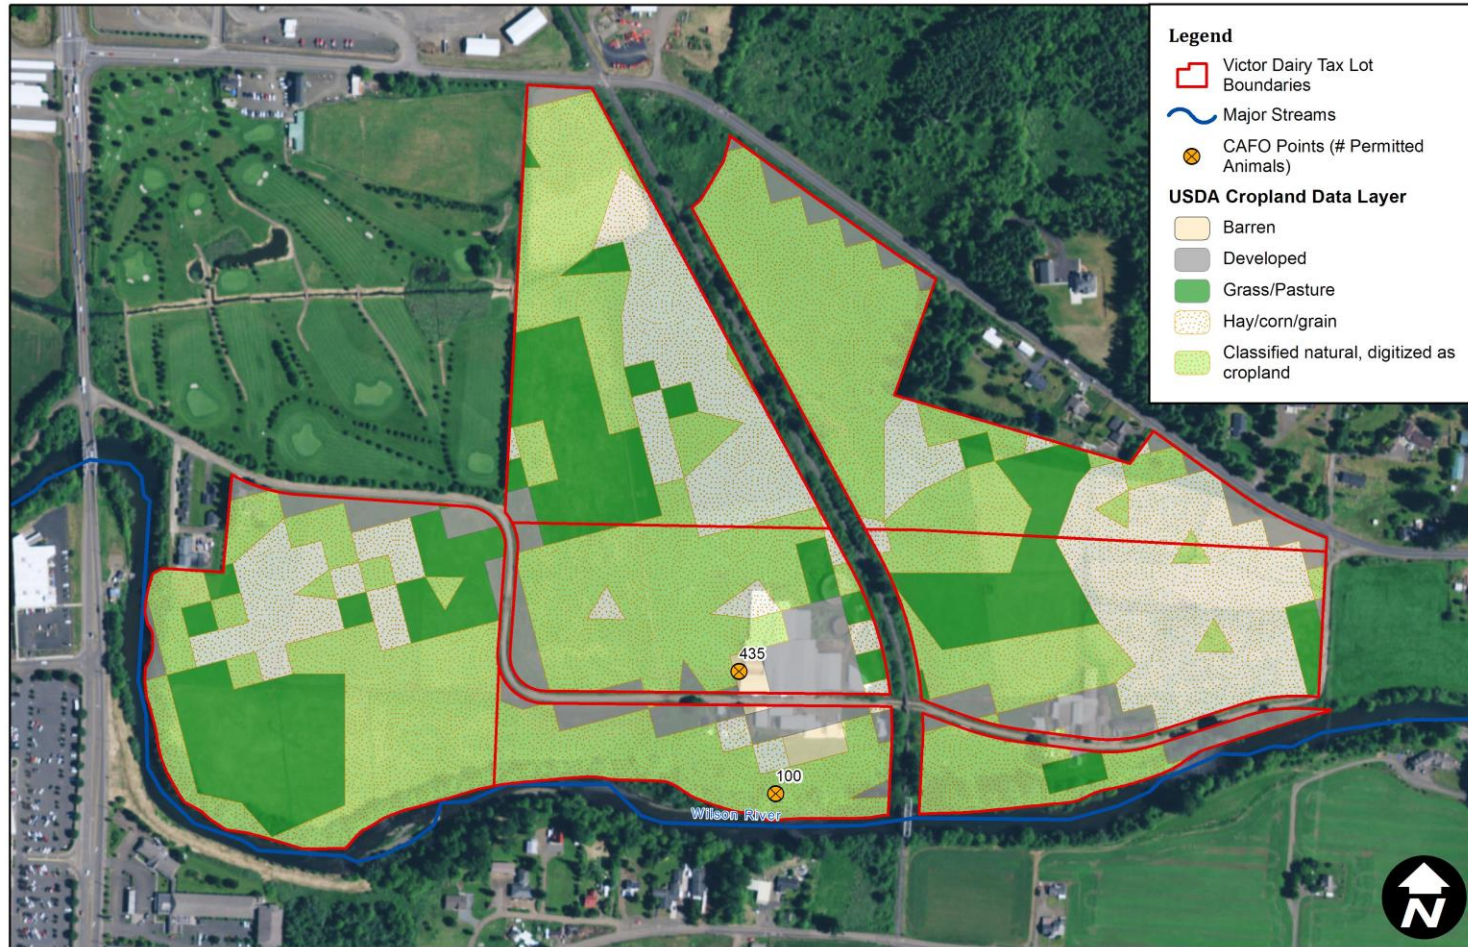 Legend
Victor Dairy Tax Lot
Boundaries
Major Streams
CAFO Points (# Permitted
Animals)
USDA Cropland Data Layer
Barren
Developed
Grass/Pasture
Hay/corn/grain
Classified natural, digitized as
cropland
435
100
Wilson River
N